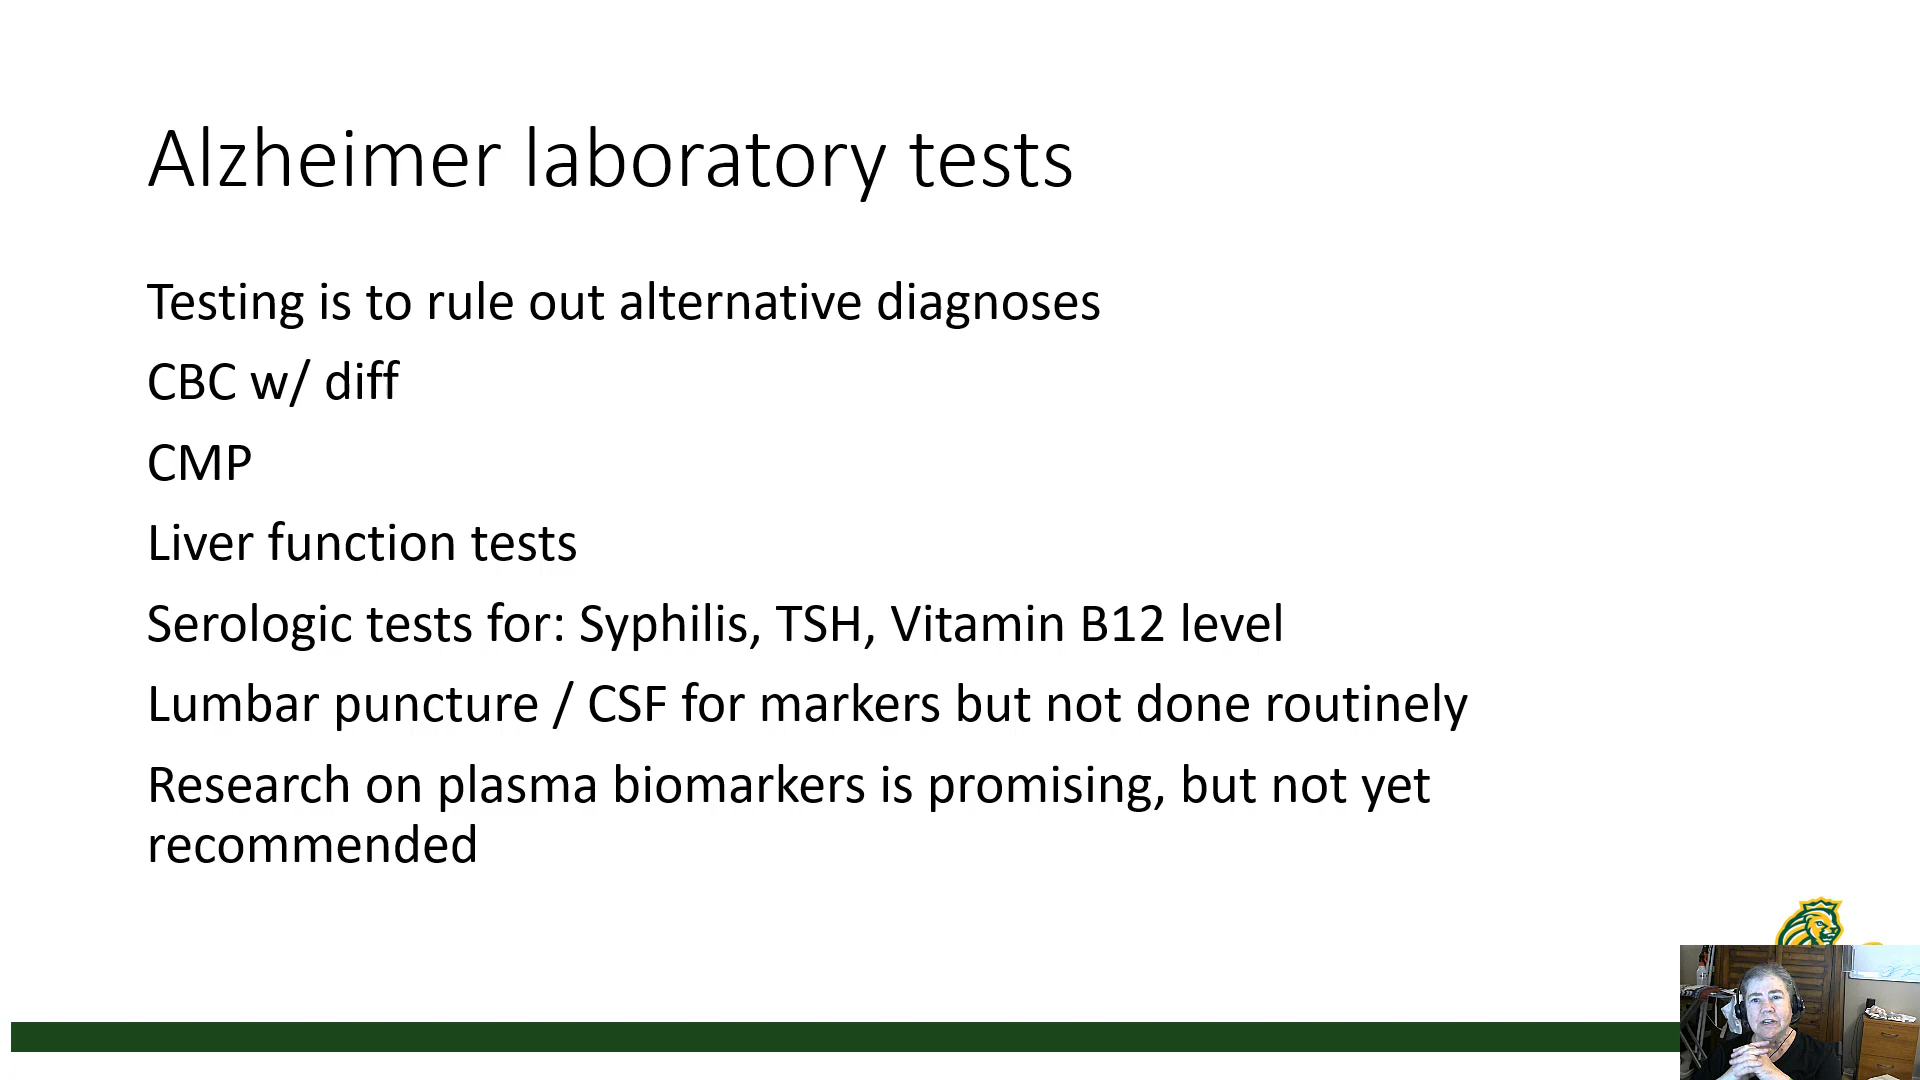 Alzheimer laboratory tests
Testing is to rule out alternative diagnoses
CBC w/ diff
CMP
Liver function tests
Serologic tests for: Syphilis, TSH, Vitamin B12 level
Lumbar puncture / CSF for markers but not done routinely
Research on plasma biomarkers is promising, but not yet
recommended